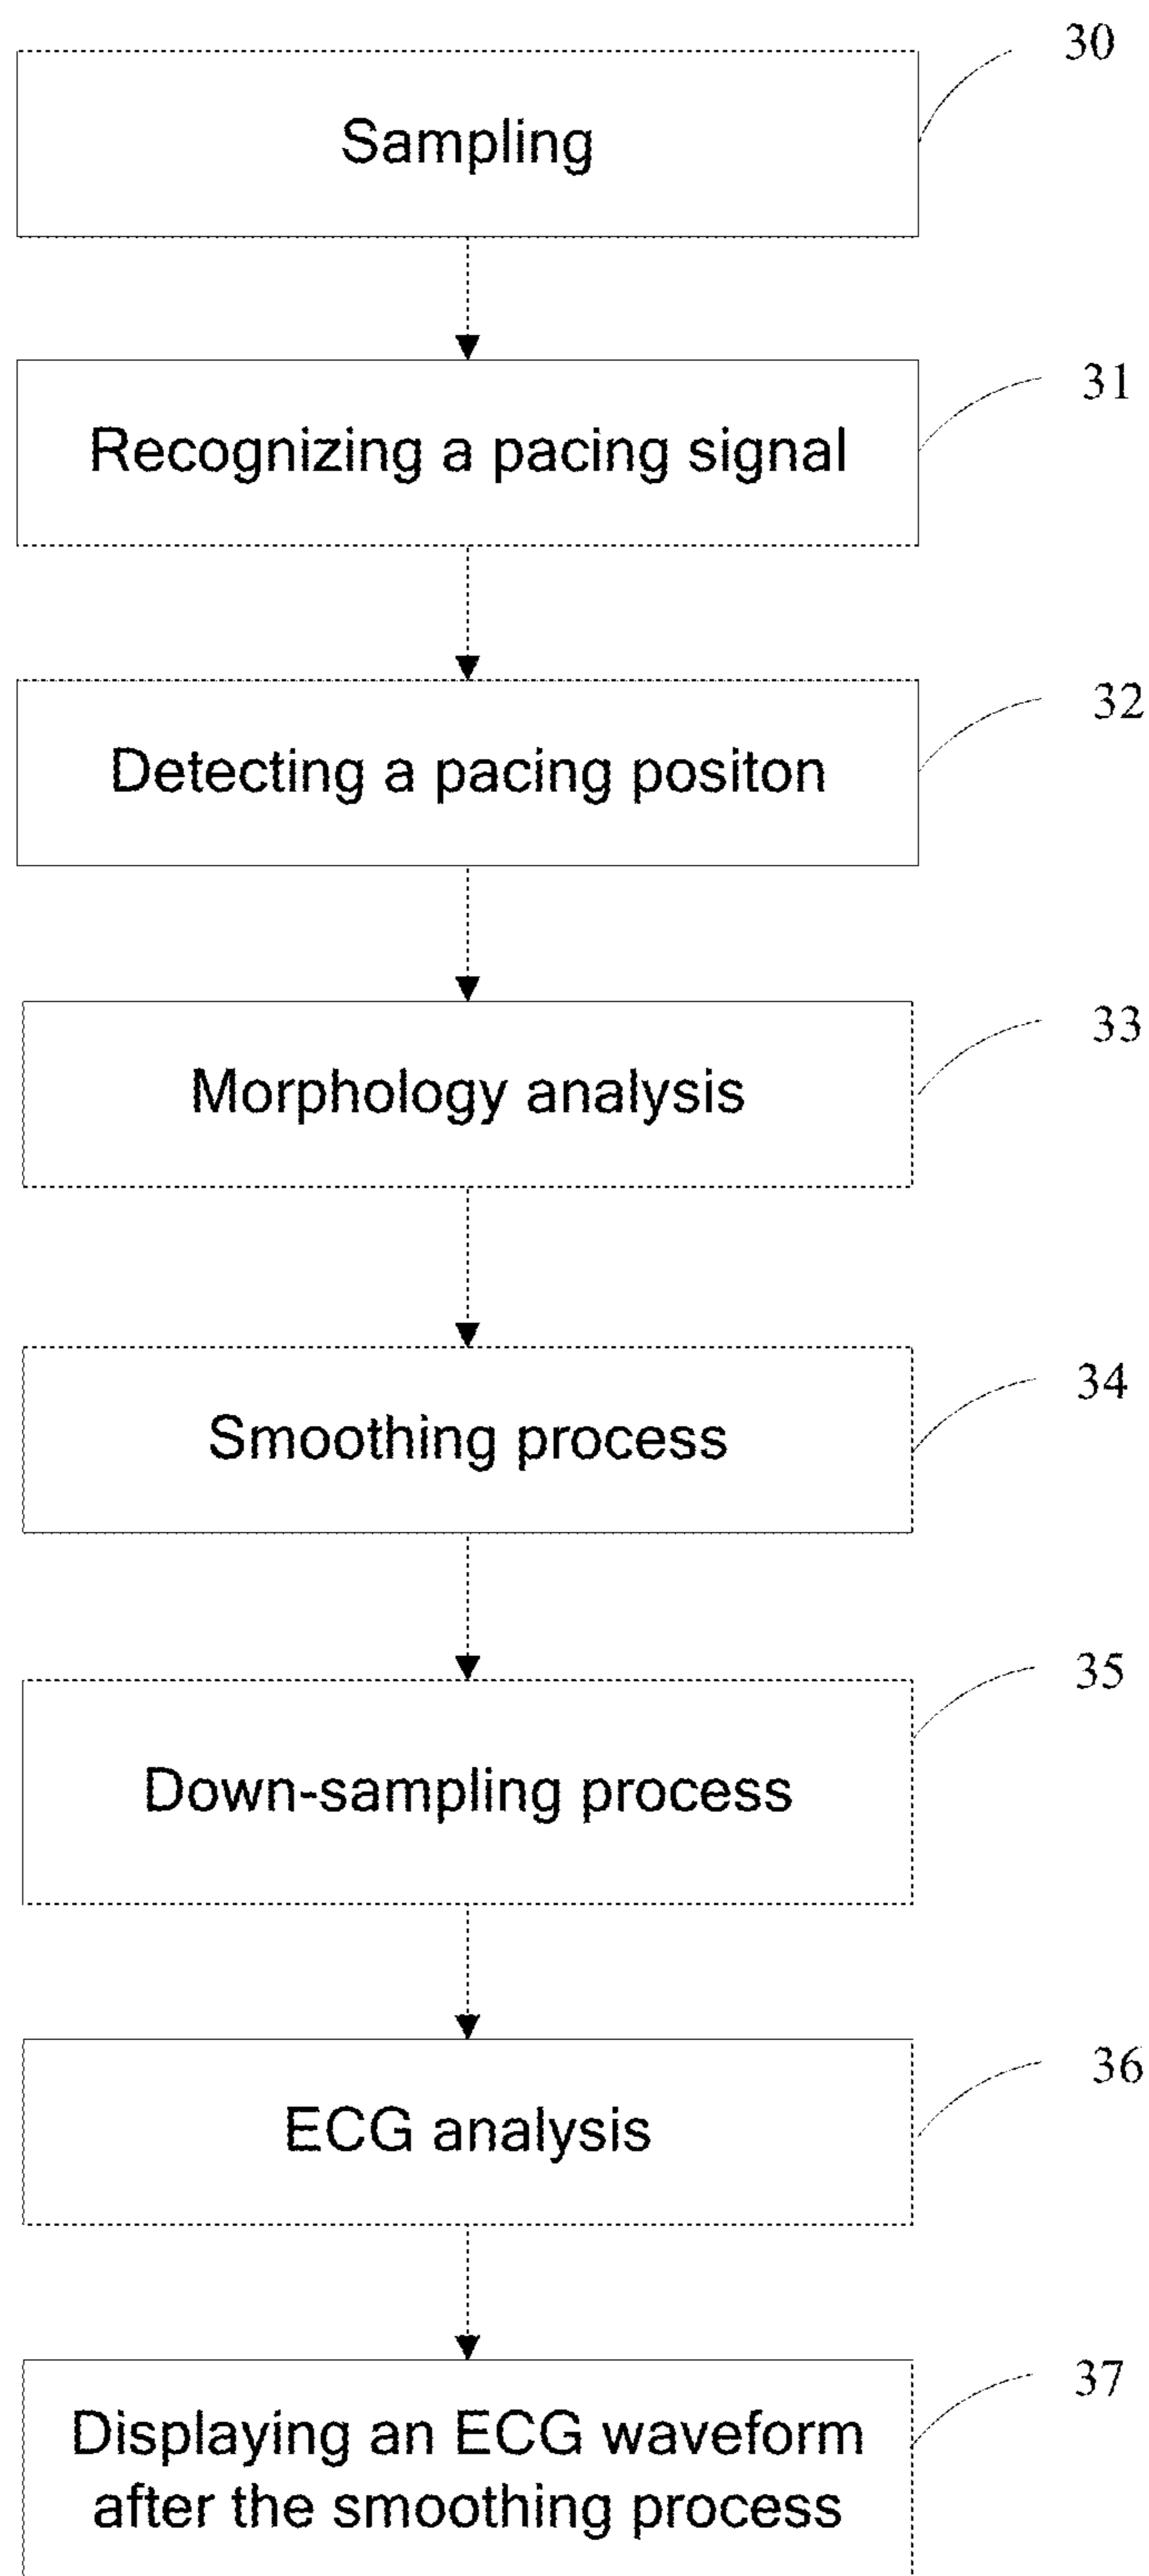 30
Sampling
31
Recognizing a pacing signal
32
Detecting a pacing positon
33
Morphology analysis
34
Smoothing process
35
Down-sampling process
36
ECG analysis
37
Displaying an ECG waveform
after the smoothing process